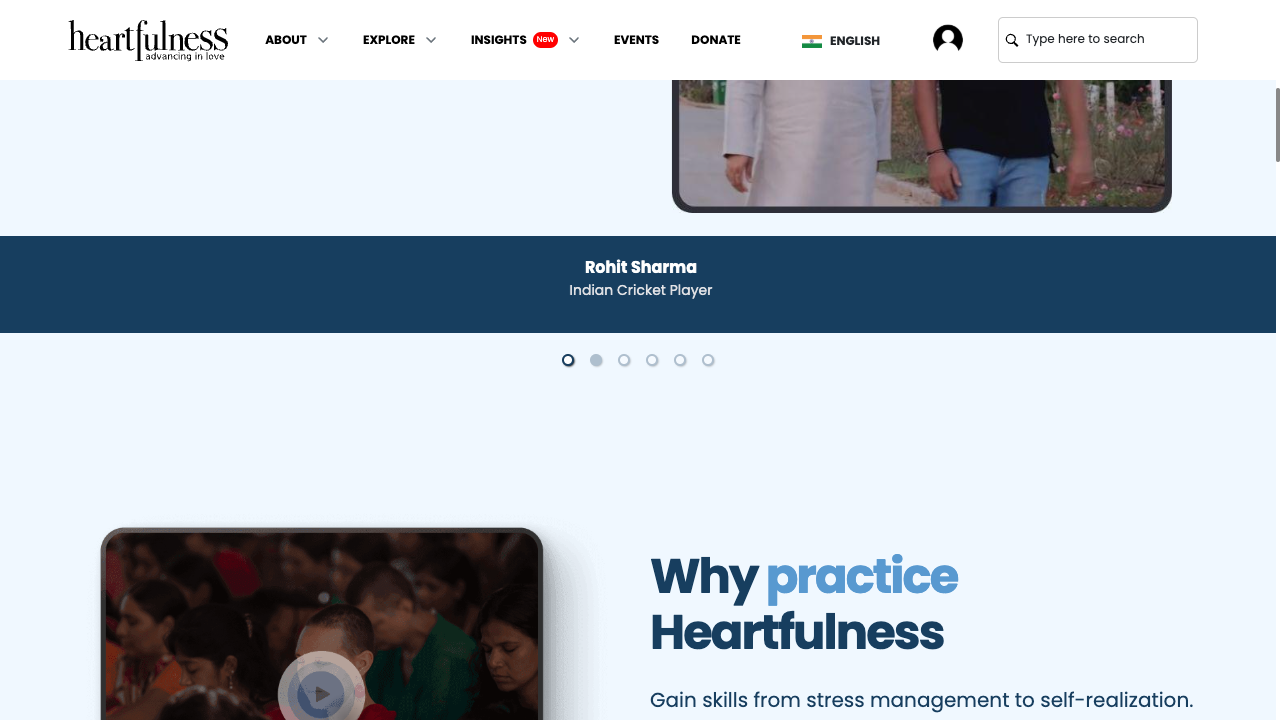 heartfulness
advancing in love
ABOUT
EXPLORE
INSIGHTS New
EVENTS
DONATE
ENGLISH
Type here to search
Rohit Sharma
Indian Cricket Player
Why practice
Heartfulness
Gain skills from stress management to self-realization.